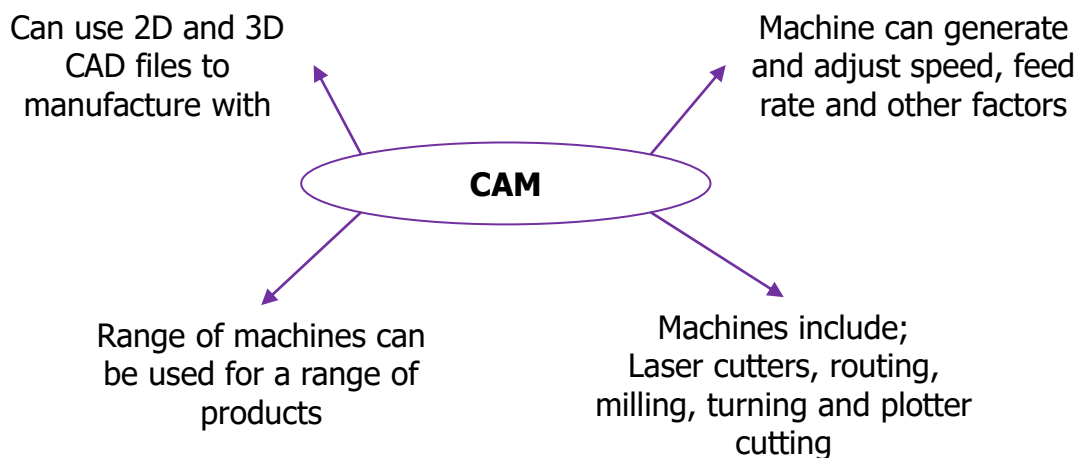 Can use 2D and 3D
CAD files to
manufacture with
Machine can generate
and adjust speed, feed
rate and other factors
CAM
Range of machines can
be used for a range of
products
Machines include;
Laser cutters, routing,
milling, turning and plotter
cutting